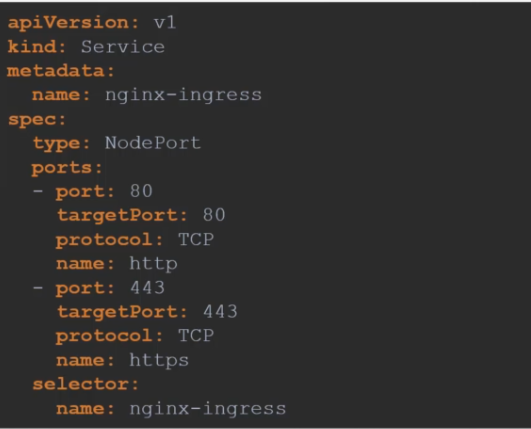 apiVersion: v1
kind: Service
metadata:
  name: nginx-ingress
spec:
  type: NodePort
  ports:
  - port: 80
    targetPort: 80
    protocol: TCP
    name: http
  - port: 443
    targetPort: 443
    protocol: TCP
    name: https
  selector:
    name: nginx-ingress